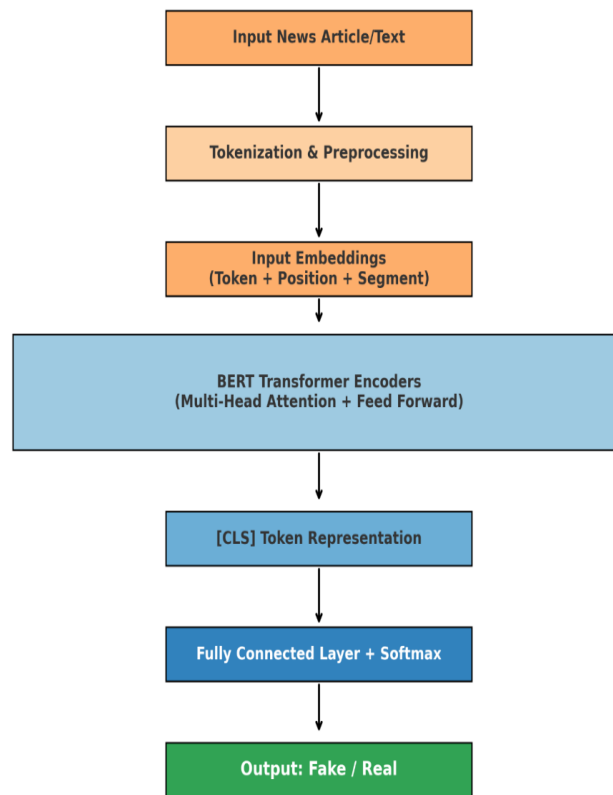 Input News Article/Text
Tokenization & Preprocessing
Input Embeddings
(Token + Position + Segment)
BERT Transformer Encoders
(Multi-Head Attention + Feed Forward)
[CLS] Token Representation
Fully Connected Layer + Softmax
Output: Fake / Real